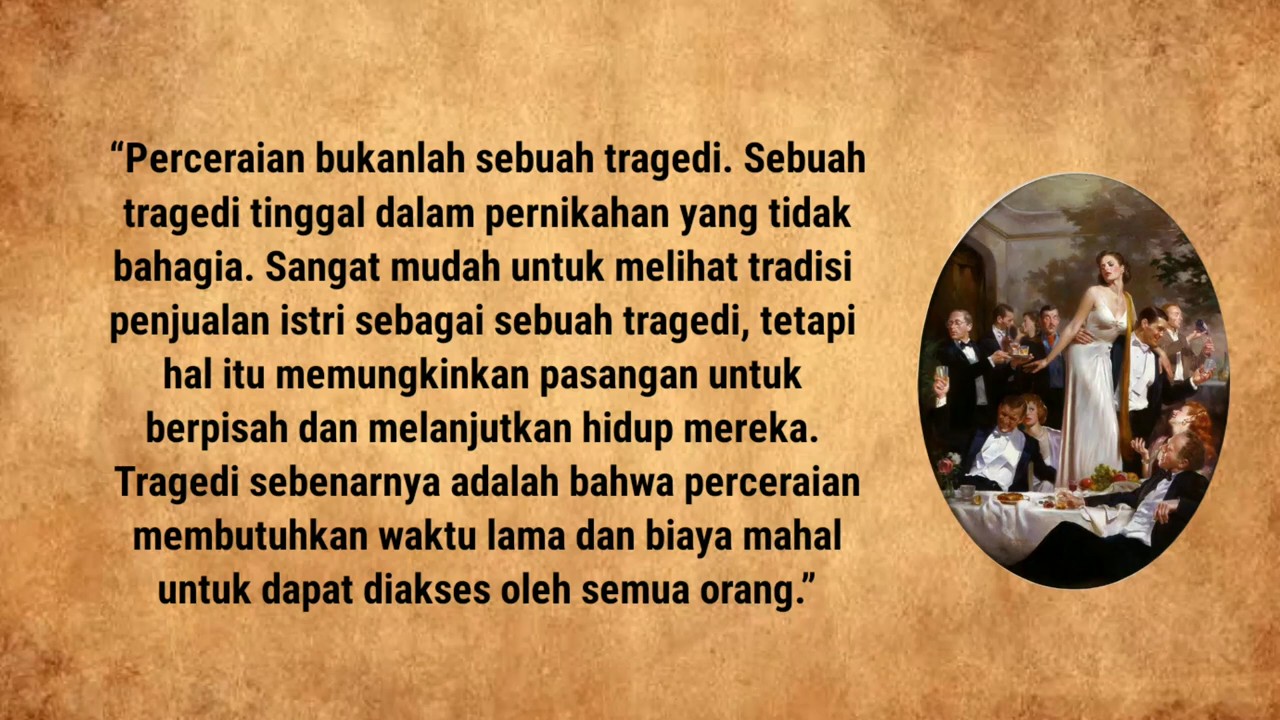 “Perceraian bukanlah sebuah tragedi. Sebuah
tragedi tinggal dalam pernikahan yang tidak
bahagia. Sangat mudah untuk melihat tradisi
penjualan istri sebagai sebuah tragedi, tetapi
hal itu memungkinkan pasangan untuk
berpisah dan melanjutkan hidup mereka.
Tragedi sebenarnya adalah bahwa perceraian
membutuhkan waktu lama dan biaya mahal
untuk dapat diakses oleh semua orang.”